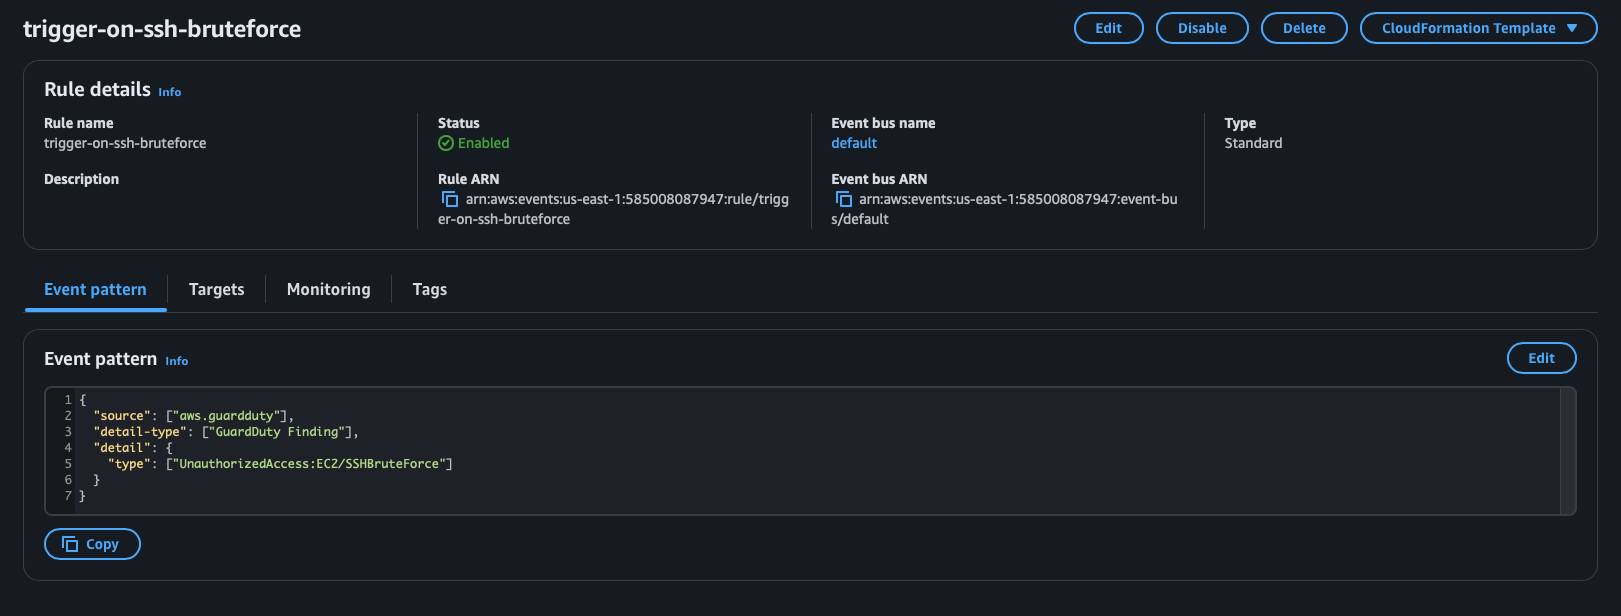 trigger-on-ssh-bruteforce
Edit
Disable
Delete
CloudFormation Template
Rule details Info
Rule name
trigger-on-ssh-bruteforce
Description
Status
Enabled
Rule ARN
arn:aws:events:us-east-1:585008087947:rule/trigg
er-on-ssh-bruteforce
Event bus name
default
Event bus ARN
arn:aws:events:us-east-1:585008087947:event-bu
s/default
Type
Standard
Event pattern
Targets
Monitoring
Tags
Event pattern Info
Edit
1 {
2   "source": ["aws.guardduty"],
3   "detail-type": ["GuardDuty Finding"],
4   "detail": {
5     "type": ["UnauthorizedAccess:EC2/SSHBruteForce"]
6   }
7 }
Copy